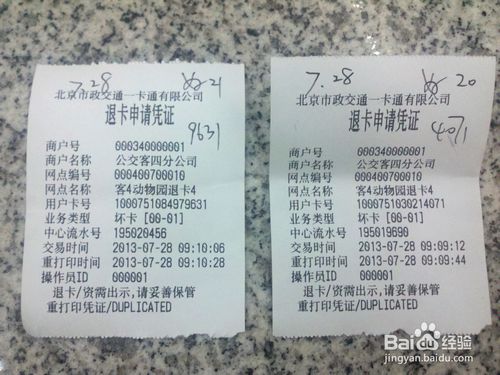 7.28
21
北京市政交通一卡通有限公司
退卡申请凭证
9631
商户号 000340000001
商户名称 公交客四分公司
网点编号 000400700010
网点名称 客4动物园退卡4
用户卡号 1000751084979631
业务类型 坏卡 [00-01]
中心流水号 195020456
交易时间 2013-07-28 09:10:06
重打印时间 2013-07-28 09:10:28
操作员ID 000001
退卡/资需出示,请妥善保管
重打印凭证/DUPLICATED
7.28
20
北京市政交通一卡通有限公司
退卡申请凭证
4071
商户号 000340000001
商户名称 公交客四分公司
网点编号 000400700010
网点名称 客4动物园退卡4
用户卡号 1000751030214071
业务类型 坏卡 [00-01]
中心流水号 195019690
交易时间 2013-07-28 09:09:12
重打印时间 2013-07-28 09:09:44
操作员ID 000001
退卡/资需出示,请妥善保管
重打印凭证/DUPLICATED
Bai度经验
jingyan.baidu.com